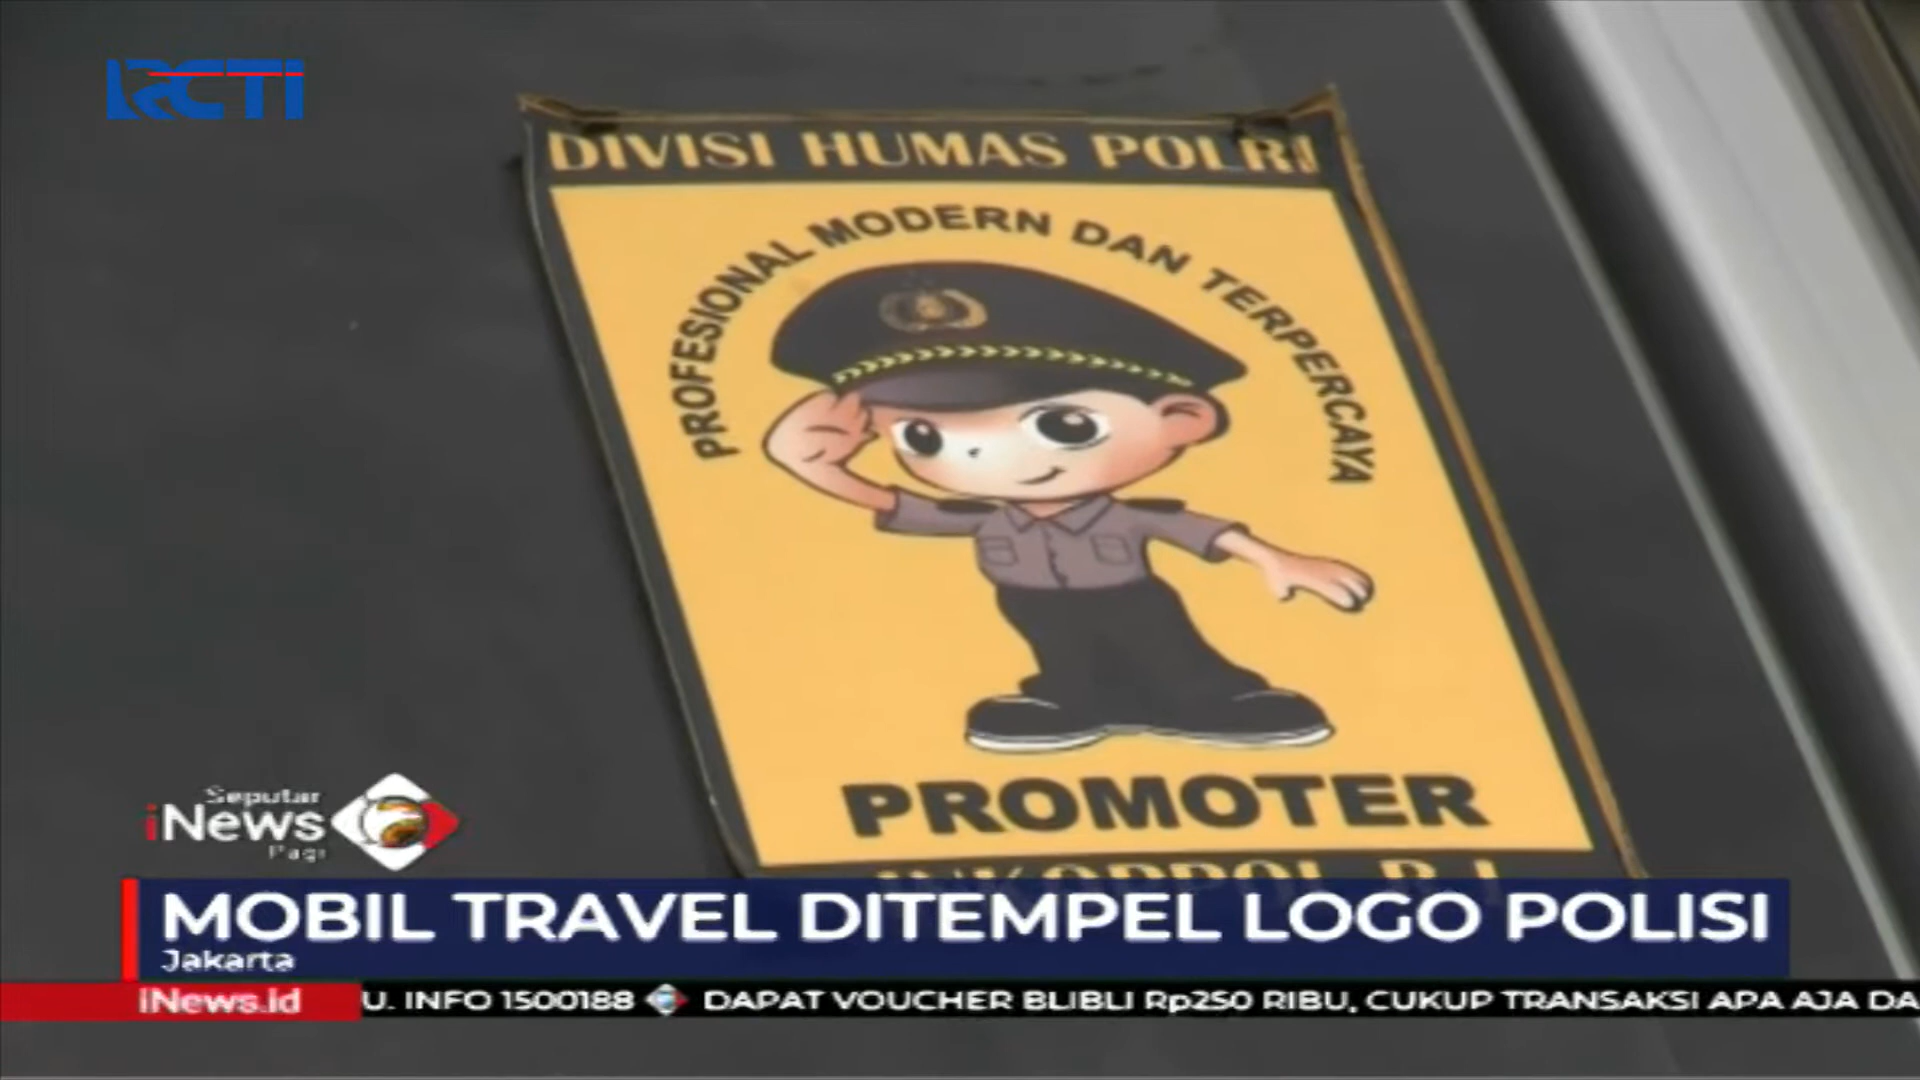 RCTI
DIVISI HUMAS POLRI
PROFESIONAL MODERN DAN TERPERCAYA
PROMOTER
INKOPPOL R.I
Seputar
iNews
Pagi
MOBIL TRAVEL DITEMPEL LOGO POLISI
Jakarta
iNews.id
U. INFO 1500188 DAPAT VOUCHER BLIBLI Rp250 RIBU, CUKUP TRANSAKSI APA AJA DA